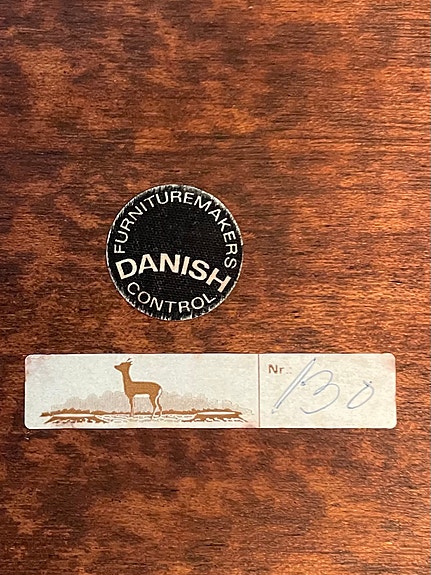 FURNITUREMAKERS
DANISH
CONTROL
Nr.: 130